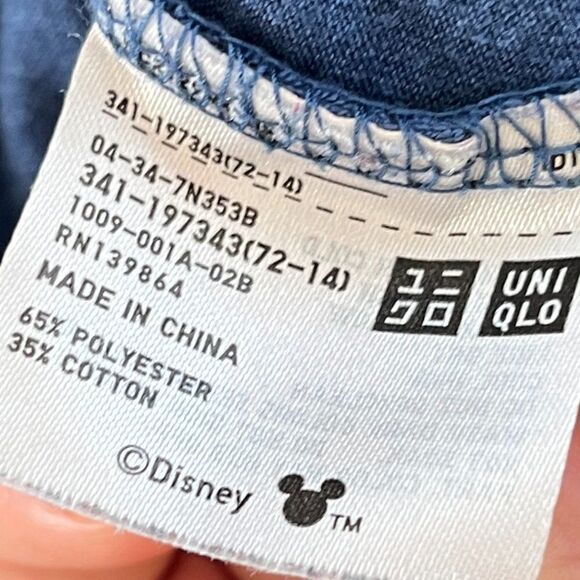 341-197343(72-14)
04-34-7N353B
341-197343(72-14)
1009-001A-02B
RN139864
MADE IN CHINA
65% POLYESTER
35% COTTON
ユニ
クロ
UNI
QLO
©Disney
TM